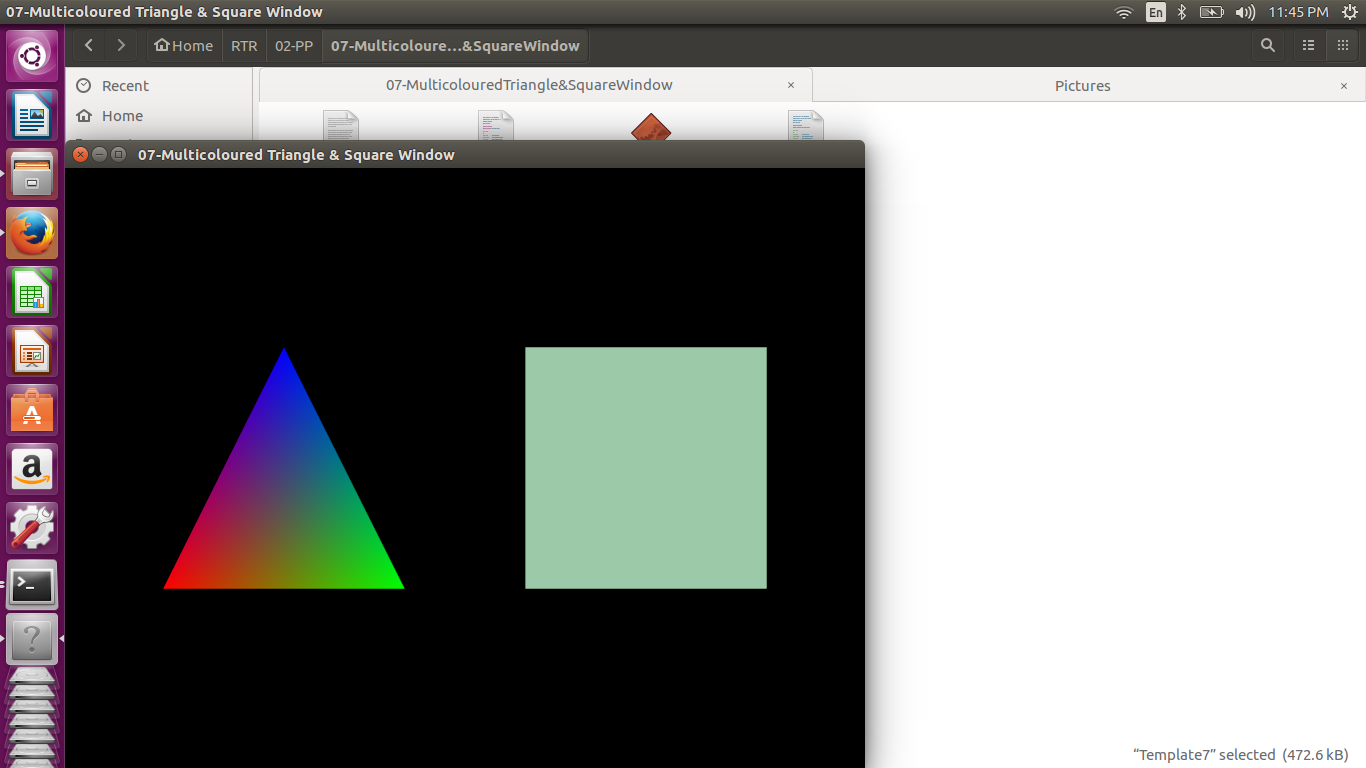 07-Multicoloured Triangle & Square Window
En
11:45 PM
Home
RTR
02-PP
07-Multicoloure...&SquareWindow
Recent
07-MulticolouredTriangle&SquareWindow
Pictures
Home
07-Multicoloured Triangle & Square Window
“Template7” selected (472.6 kB)